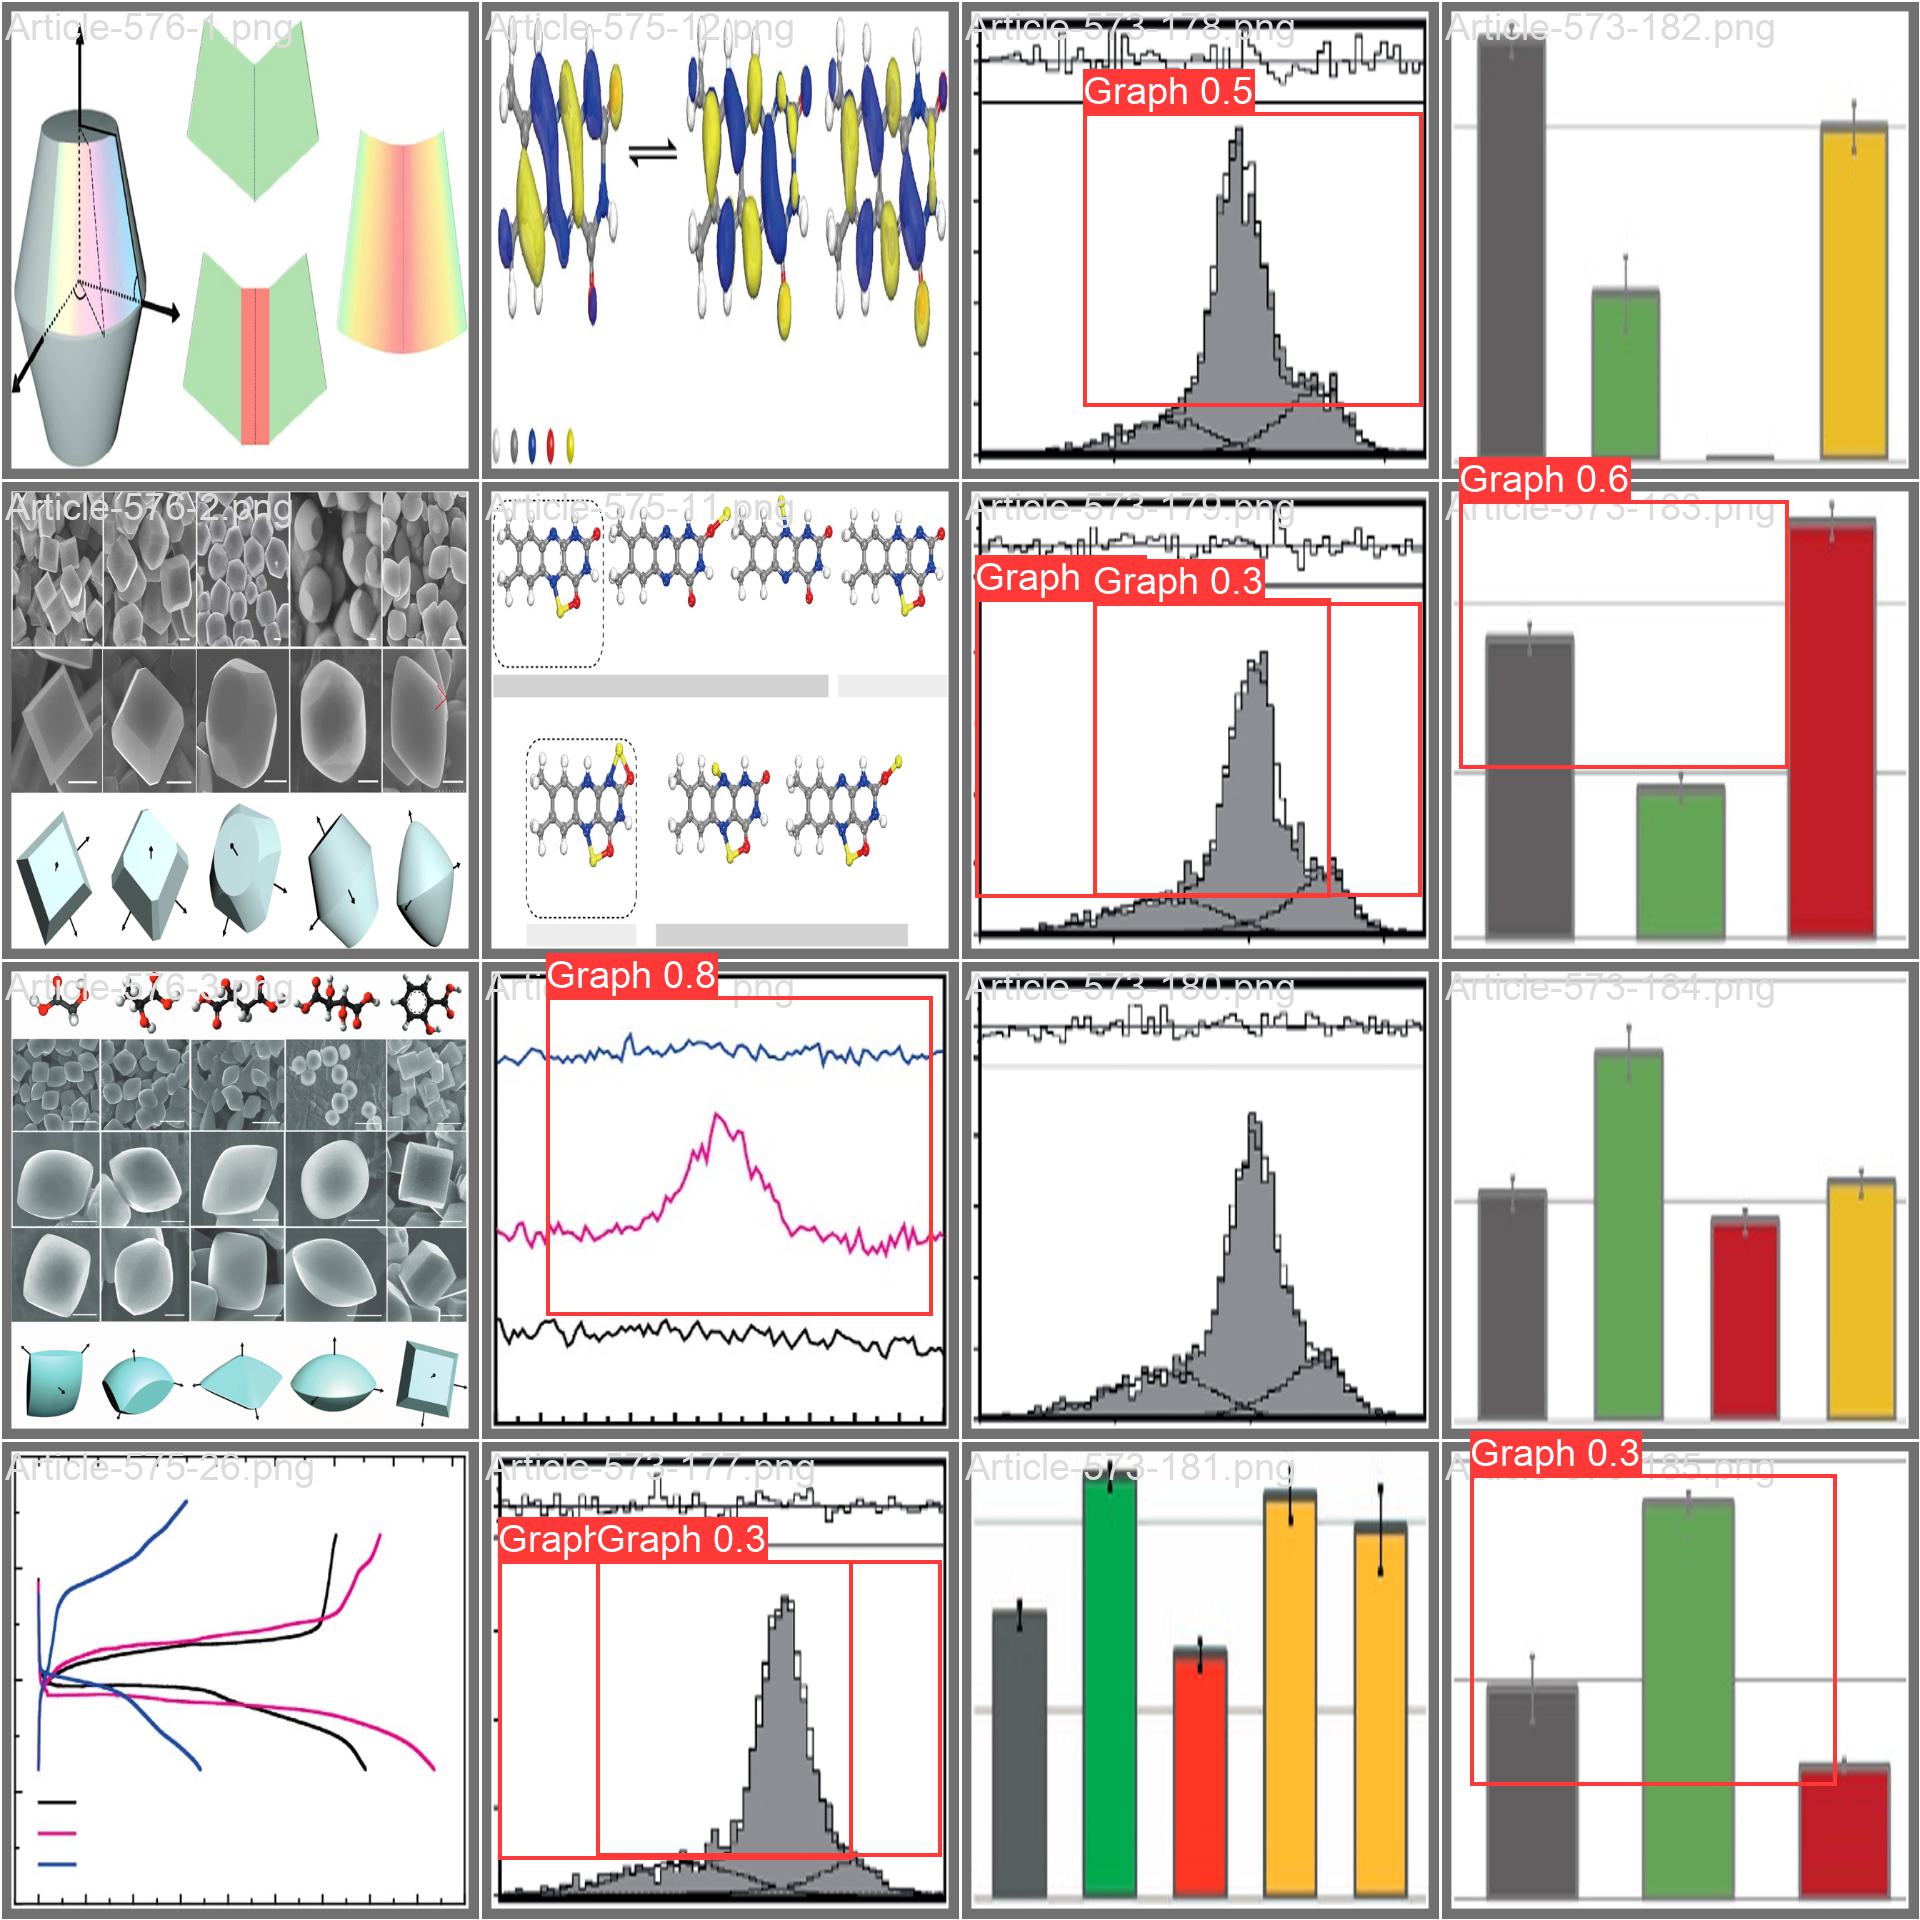 Article-576-1.png
Article-575-12.png
Article-573-178.png
Article-573-182.png
Graph 0.5
Graph 0.6
Article-576-2.png
Article-575-11.png
Article-573-179.png
Article-573-183.png
Graph
Graph 0.3
Article-576-3.png
Graph 0.8
.png
Article-573-180.png
Article-573-184.png
Article-575-26.png
Article-573-177.png
Article-573-181.png
Graph 0.3
185.png
Graph 0.3